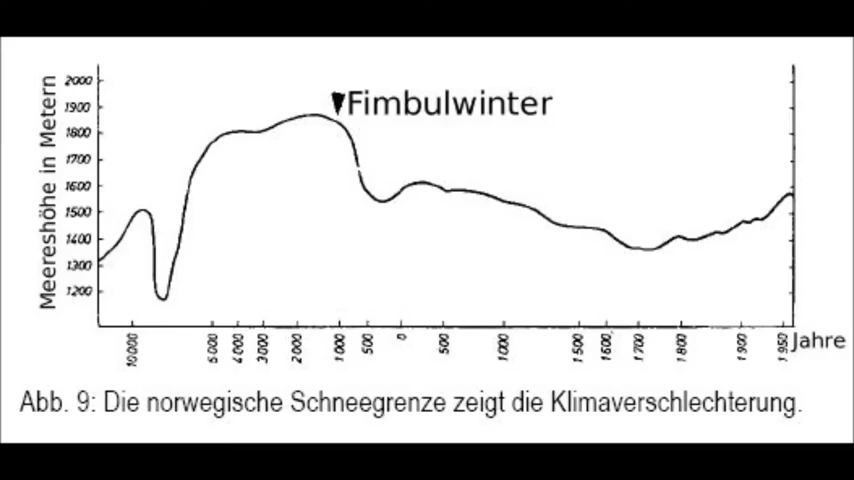 Meereshöhe in Metern
2000
1900
1800
1700
1600
1500
1400
1300
1200
Fimbulwinter
10000 5000 4000 3000 2000 1000 500 0 500 1000 1500 1600 1700 1800 1900 1950 Jahre
Abb. 9: Die norwegische Schneegrenze zeigt die Klimaverschlechterung.